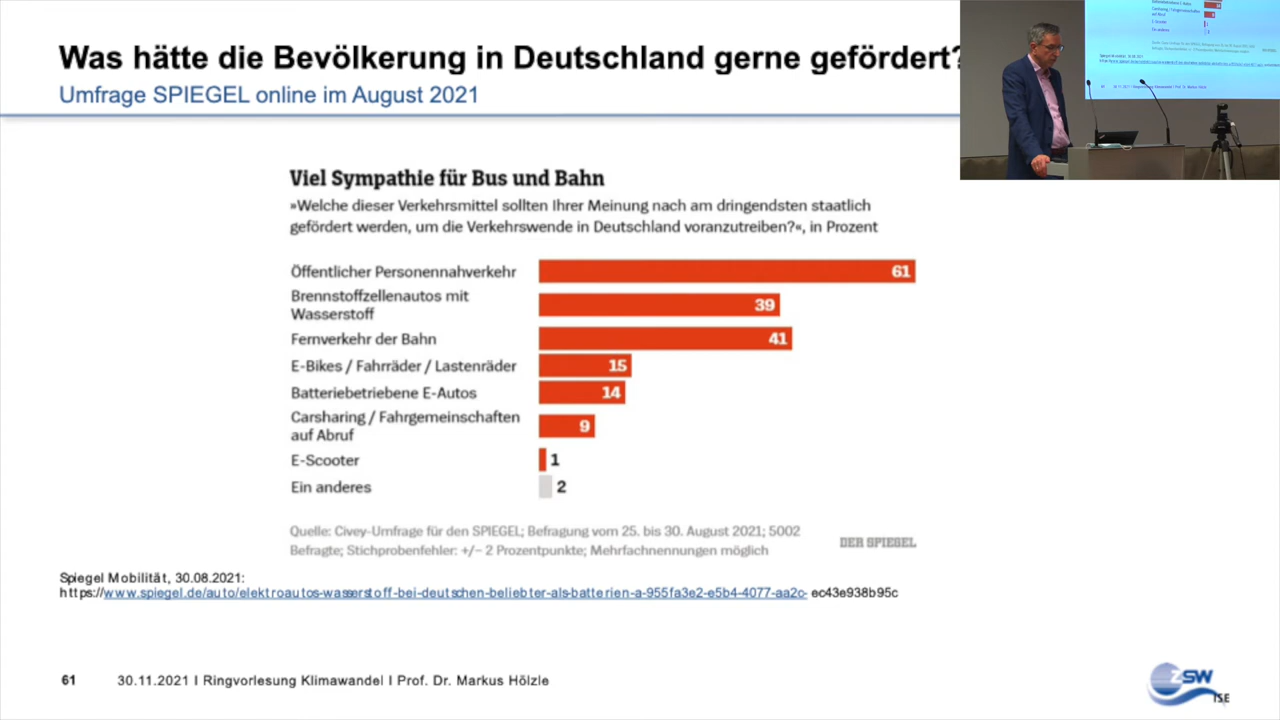 Was hätte die Bevölkerung in Deutschland gerne gefördert?
Umfrage SPIEGEL online im August 2021
Viel Sympathie für Bus und Bahn
»Welche dieser Verkehrsmittel sollten Ihrer Meinung nach am dringendsten staatlich
gefördert werden, um die Verkehrswende in Deutschland voranzutreiben?«, in Prozent
Öffentlicher Personennahverkehr 61
Brennstoffzellenautos mit
Wasserstoff 39
Fernverkehr der Bahn 41
E-Bikes / Fahrräder / Lastenräder 15
Batteriebetriebene E-Autos 14
Carsharing / Fahrgemeinschaften
auf Abruf 9
E-Scooter 1
Ein anderes 2
Quelle: Civey-Umfrage für den SPIEGEL; Befragung vom 25. bis 30. August 2021; 5002
Befragte; Stichprobenfehler: +/– 2 Prozentpunkte; Mehrfachnennungen möglich
DER SPIEGEL
Spiegel Mobilität, 30.08.2021:
https://www.spiegel.de/auto/elektroautos-wasserstoff-bei-deutschen-beliebter-als-batterien-a-955fa3e2-e5b4-4077-aa2c- ec43e938b95c
61 30.11.2021 I Ringvorlesung Klimawandel I Prof. Dr. Markus Hölzle
ZSW
ISE